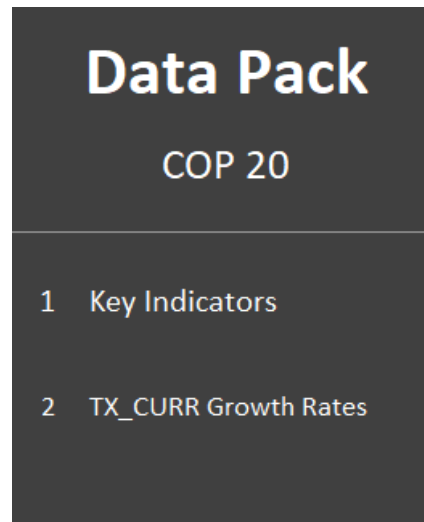 Data Pack
COP 20
1 Key Indicators
2 TX_CURR Growth Rates